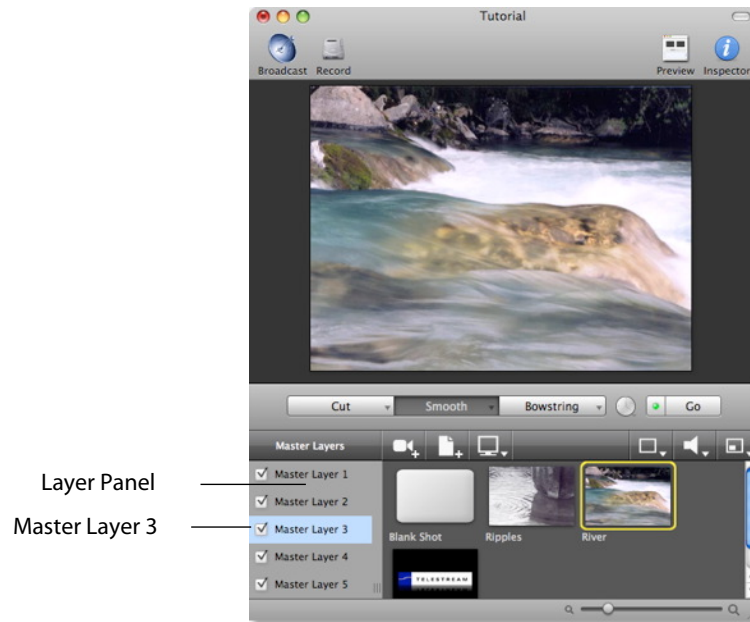 Tutorial
Broadcast Record
Preview Inspector
Cut Smooth Bowstring Go
Master Layers
Layer Panel
Master Layer 1
Master Layer 2
Master Layer 3
Master Layer 3
Master Layer 4
Master Layer 5
Blank Shot Ripples River
TELESTREAM